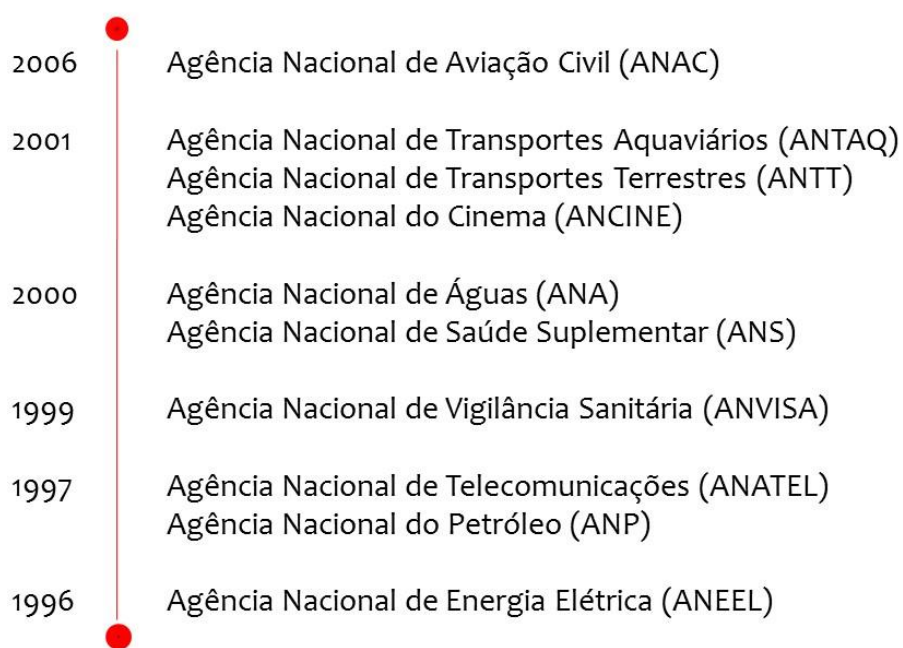 2006 Agência Nacional de Aviação Civil (ANAC)
2001 Agência Nacional de Transportes Aquaviários (ANTAQ)
Agência Nacional de Transportes Terrestres (ANTT)
Agência Nacional do Cinema (ANCINE)
2000 Agência Nacional de Águas (ANA)
Agência Nacional de Saúde Suplementar (ANS)
1999 Agência Nacional de Vigilância Sanitária (ANVISA)
1997 Agência Nacional de Telecomunicações (ANATEL)
Agência Nacional do Petróleo (ANP)
1996 Agência Nacional de Energia Elétrica (ANEEL)